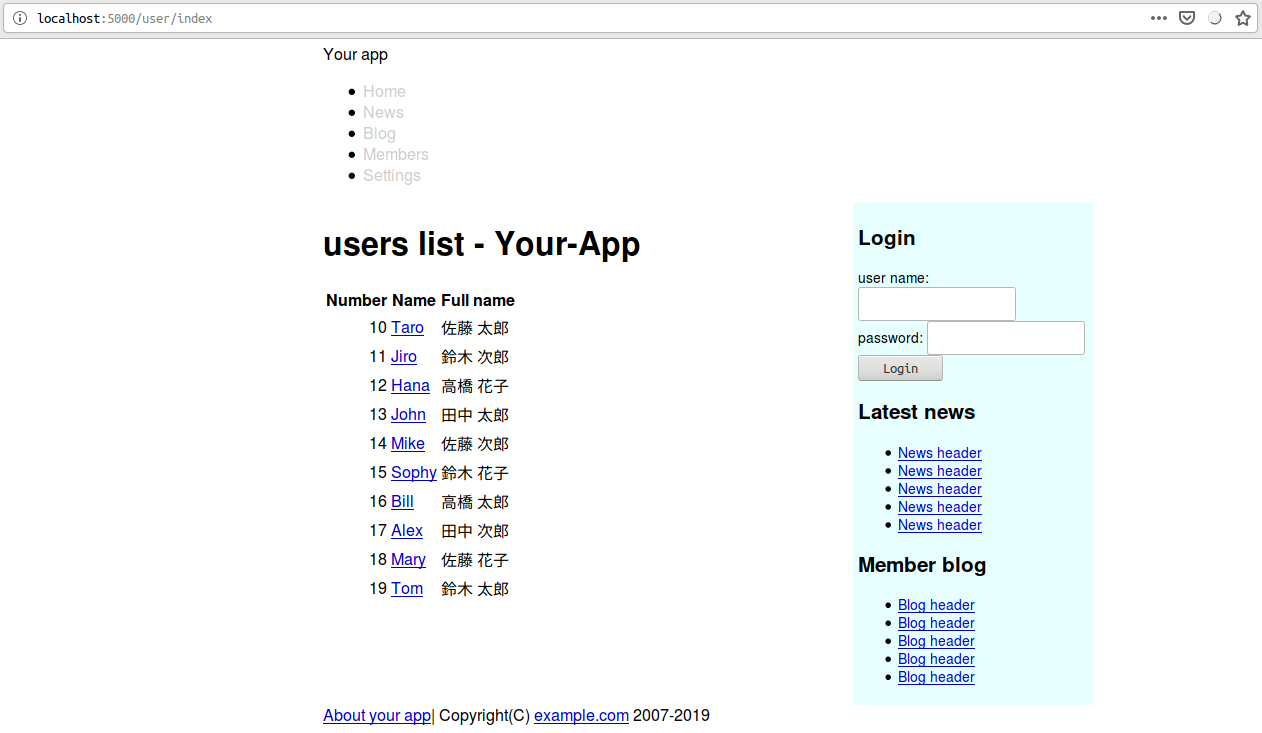 localhost:5000/user/index
Your app
Home
News
Blog
Members
Settings
users list - Your-App
Number Name Full name
10 Taro 佐藤 太郎
11 Jiro 鈴木 次郎
12 Hana 高橋 花子
13 John 田中 太郎
14 Mike 佐藤 次郎
15 Sophy 鈴木 花子
16 Bill 高橋 太郎
17 Alex 田中 次郎
18 Mary 佐藤 花子
19 Tom 鈴木 太郎
Login
user name:
password:
Login
Latest news
News header
News header
News header
News header
News header
Member blog
Blog header
Blog header
Blog header
Blog header
Blog header
About your app| Copyright(C) example.com 2007-2019